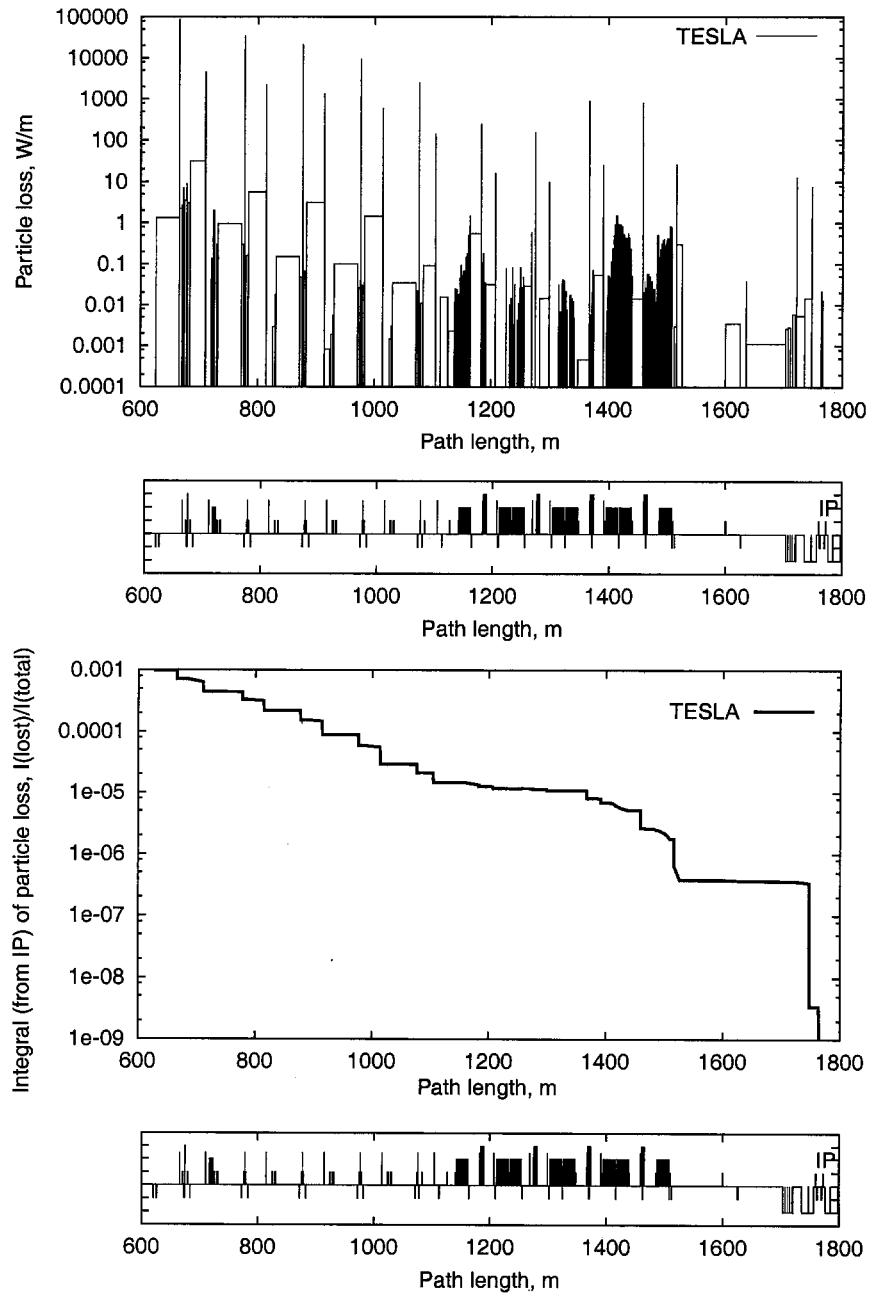 100000
10000
1000
100
10
1
0.1
0.01
0.001
0.0001
Particle loss, W/m
TESLA
600 800 1000 1200 1400 1600 1800
Path length, m
IP
600 800 1000 1200 1400 1600 1800
Path length, m
0.001
0.0001
1e-05
1e-06
1e-07
1e-08
1e-09
Integral (from IP) of particle loss, I(lost)/I(total)
TESLA
600 800 1000 1200 1400 1600 1800
Path length, m
IP
600 800 1000 1200 1400 1600 1800
Path length, m